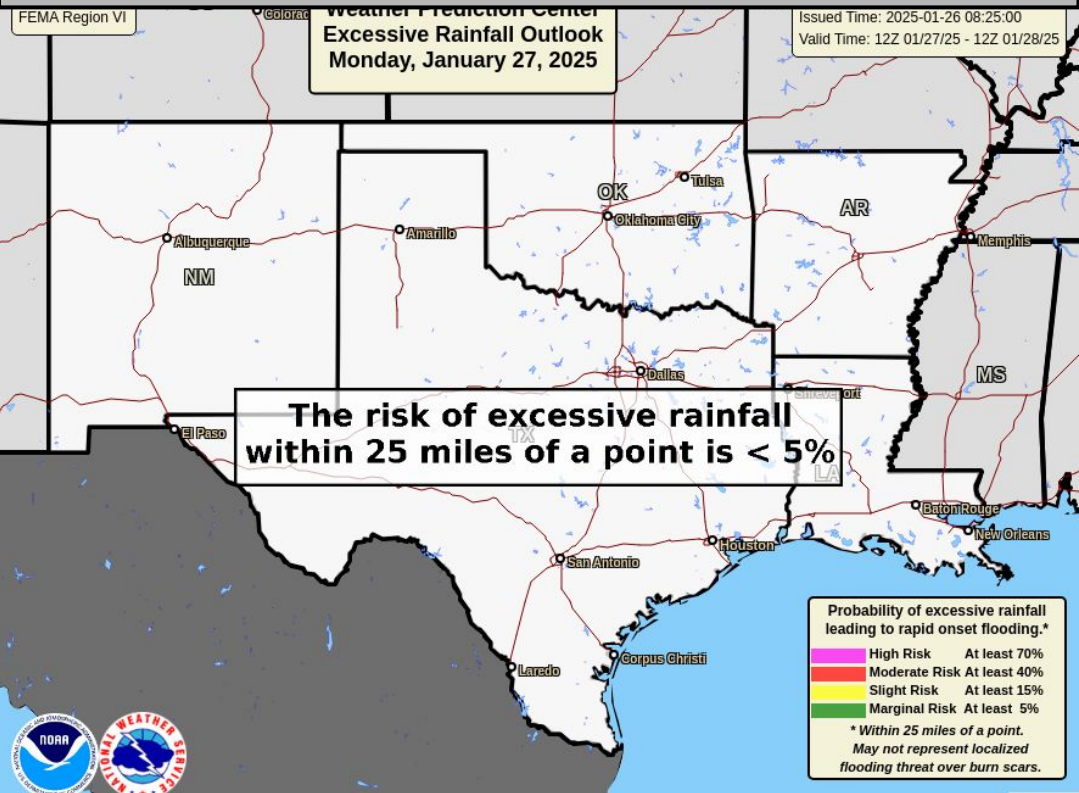 FEMA Region VI
Colorad
Weather Prediction Center
Excessive Rainfall Outlook
Monday, January 27, 2025
Issued Time: 2025-01-26 08:25:00
Valid Time: 12Z 01/27/25 - 12Z 01/28/25
Tulsa
OK
AR
Oklahoma City
Amarillo
Albuquerque
Memphis
NM
Dallas
MS
Shreveport
The risk of excessive rainfall
within 25 miles of a point is < 5%
El Paso
TX
LA
Baton Rouge
New Orleans
Houston
San Antonio
Corpus Christi
Laredo
Probability of excessive rainfall
leading to rapid onset flooding.*
High Risk At least 70%
Moderate Risk At least 40%
Slight Risk At least 15%
Marginal Risk At least 5%
* Within 25 miles of a point.
May not represent localized
flooding threat over burn scars.
NOAA
NATIONAL WEATHER SERVICE